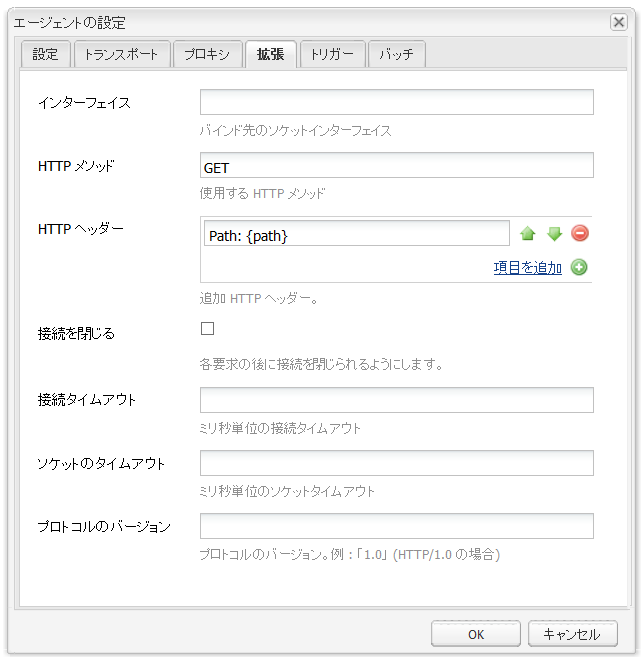 エージェントの設定
設定 トランスポート プロキシ 拡張 トリガー バッチ
インターフェイス
バインド先のソケットインターフェイス
HTTP メソッド GET
使用する HTTP メソッド
HTTP ヘッダー Path: {path}
項目を追加
追加 HTTP ヘッダー。
接続を閉じる
各要求の後に接続を閉じられるようにします。
接続タイムアウト
ミリ秒単位の接続タイムアウト
ソケットのタイムアウト
ミリ秒単位のソケットタイムアウト
プロトコルのバージョン
プロトコルのバージョン。例：「1.0」 (HTTP/1.0 の場合)
OK キャンセル